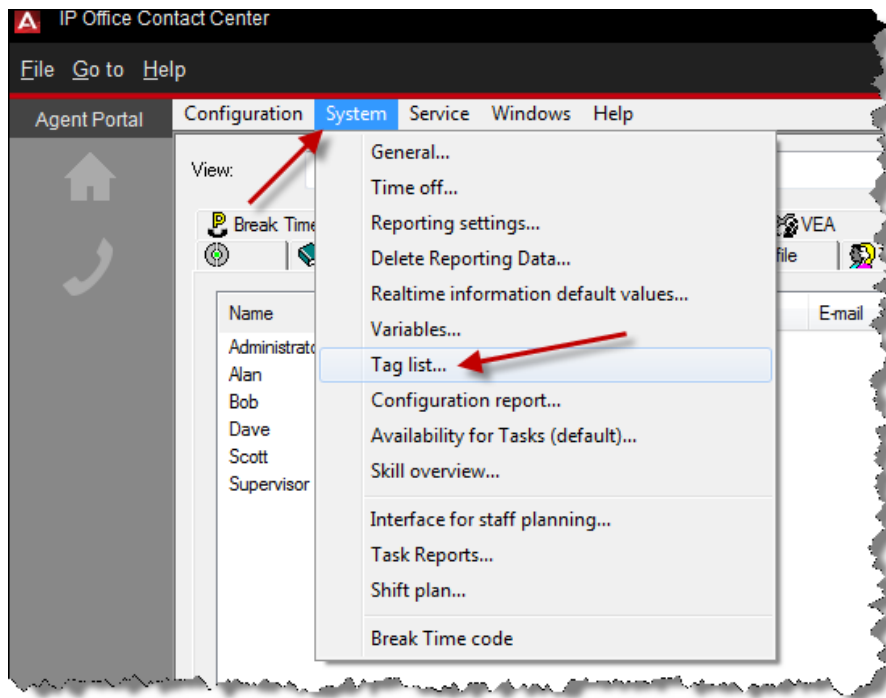 IP Office Contact Center
File Go to Help
Agent Portal
Configuration System Service Windows Help
View:
General...
Time off...
Reporting settings...
Delete Reporting Data...
Realtime information default values...
Variables...
Tag list...
Configuration report...
Availability for Tasks (default)...
Skill overview...
Interface for staff planning...
Task Reports...
Shift plan...
Break Time code
Break Time VEA
file
Name E-mail
Administrato
Alan
Bob
Dave
Scott
Supervisor